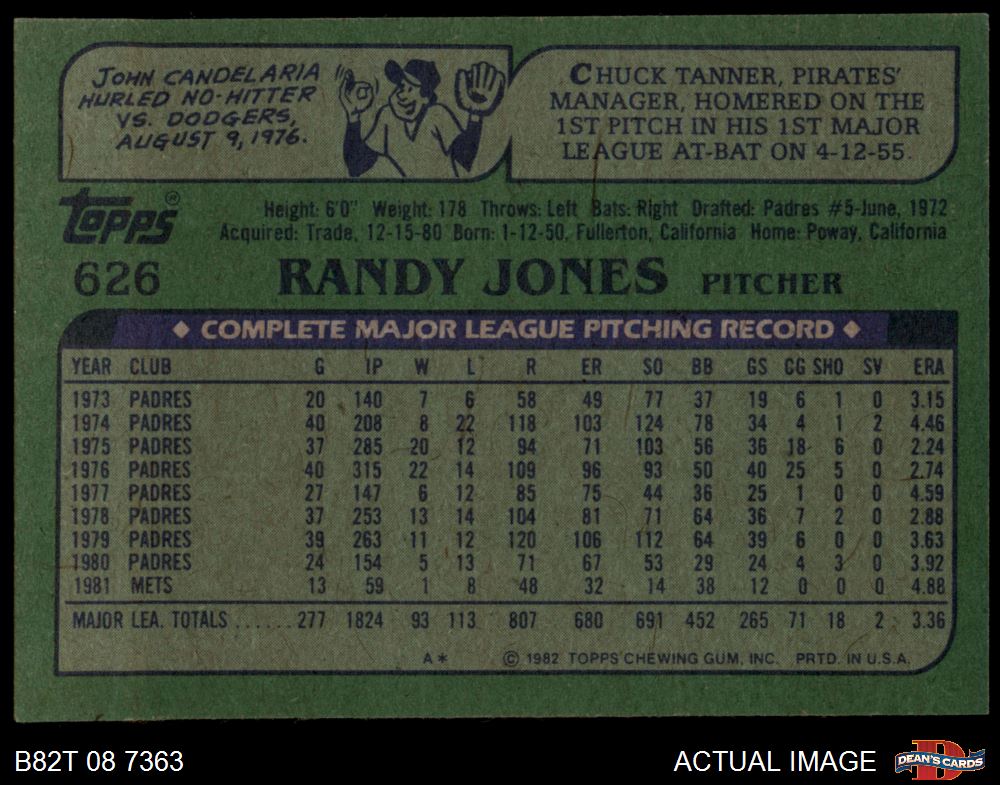 JOHN CANDELARIA
HURLED NO-HITTER
VS. DODGERS,
AUGUST 9, 1976.
CHUCK TANNER, PIRATES'
MANAGER, HOMERED ON THE
1ST PITCH IN HIS 1ST MAJOR
LEAGUE AT-BAT ON 4-12-55.
TOPPS®
Height: 6'0" Weight: 178 Throws: Left Bats: Right Drafted: Padres #5-June, 1972
Acquired: Trade, 12-15-80 Born: 1-12-50, Fullerton, California Home: Poway, California
626 RANDY JONES PITCHER
◆ COMPLETE MAJOR LEAGUE PITCHING RECORD ◆
YEAR CLUB G IP W L R ER SO BB GS CG SHO SV ERA
1973 PADRES 20 140 7 6 58 49 77 37 19 6 1 0 3.15
1974 PADRES 40 208 8 22 118 103 124 78 34 4 1 2 4.46
1975 PADRES 37 285 20 12 94 71 103 56 36 18 6 0 2.24
1976 PADRES 40 315 22 14 109 96 93 50 40 25 5 0 2.74
1977 PADRES 27 147 6 12 85 75 44 36 25 1 0 0 4.59
1978 PADRES 37 253 13 14 104 81 71 64 36 7 2 0 2.88
1979 PADRES 39 263 11 12 120 106 112 64 39 6 0 0 3.63
1980 PADRES 24 154 5 13 71 67 53 29 24 4 3 0 3.92
1981 METS 13 59 1 8 48 32 14 38 12 0 0 0 4.88
MAJOR LEA. TOTALS ...... 277 1824 93 113 807 680 691 452 265 71 18 2 3.36
A* © 1982 TOPPS CHEWING GUM, INC. PRTD. IN U.S.A.
B82T 08 7363 ACTUAL IMAGE D DEAN'S CARDS